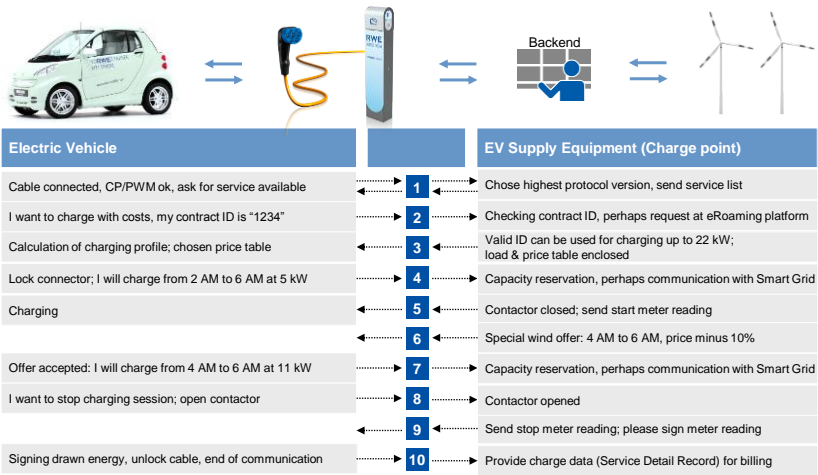 Backend
RWE
Electric Vehicle
EV Supply Equipment (Charge point)
Cable connected, CP/PWM ok, ask for service available
1
Chose highest protocol version, send service list
I want to charge with costs, my contract ID is “1234”
2
Checking contract ID, perhaps request at eRoaming platform
Calculation of charging profile; chosen price table
3
Valid ID can be used for charging up to 22 kW;
load & price table enclosed
Lock connector; I will charge from 2 AM to 6 AM at 5 kW
4
Capacity reservation, perhaps communication with Smart Grid
Charging
5
Contactor closed; send start meter reading
6
Special wind offer: 4 AM to 6 AM, price minus 10%
Offer accepted: I will charge from 4 AM to 6 AM at 11 kW
7
Capacity reservation, perhaps communication with Smart Grid
I want to stop charging session; open contactor
8
Contactor opened
9
Send stop meter reading; please sign meter reading
Signing drawn energy, unlock cable, end of communication
10
Provide charge data (Service Detail Record) for billing